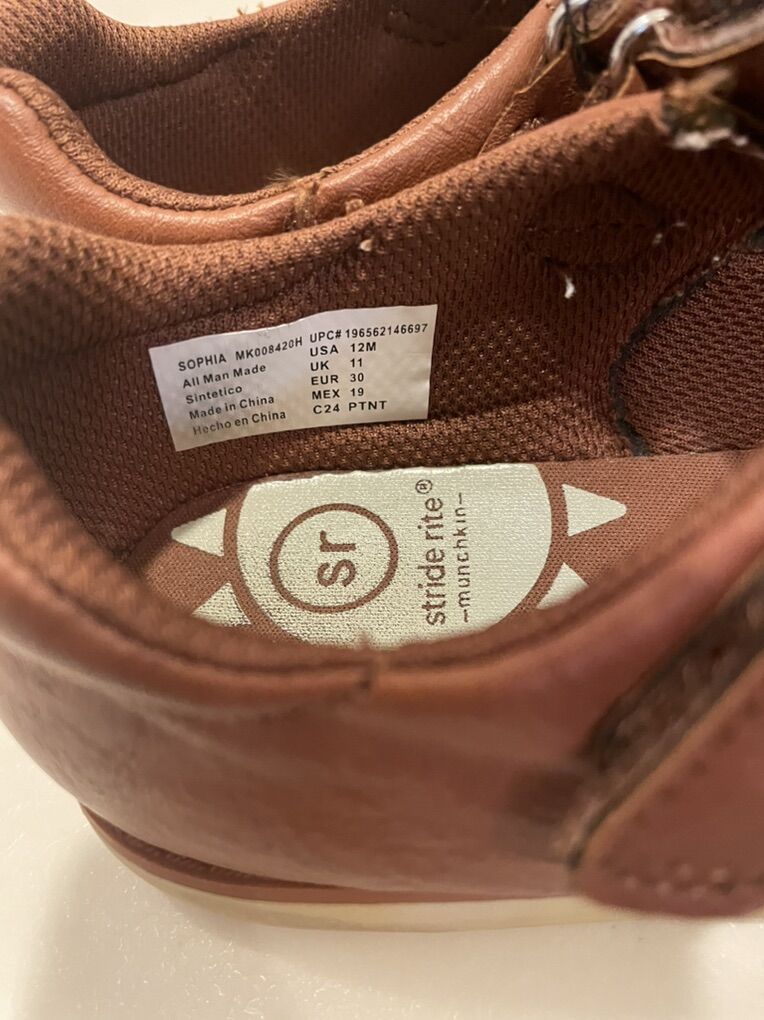 SOPHIA MK008420H UPC# 196562146697
All Man Made USA 12M
Sintetico UK 11
Made in China EUR 30
Hecho en China MEX 19
C24 PTNT
sr
stride rite®
–munchkin–